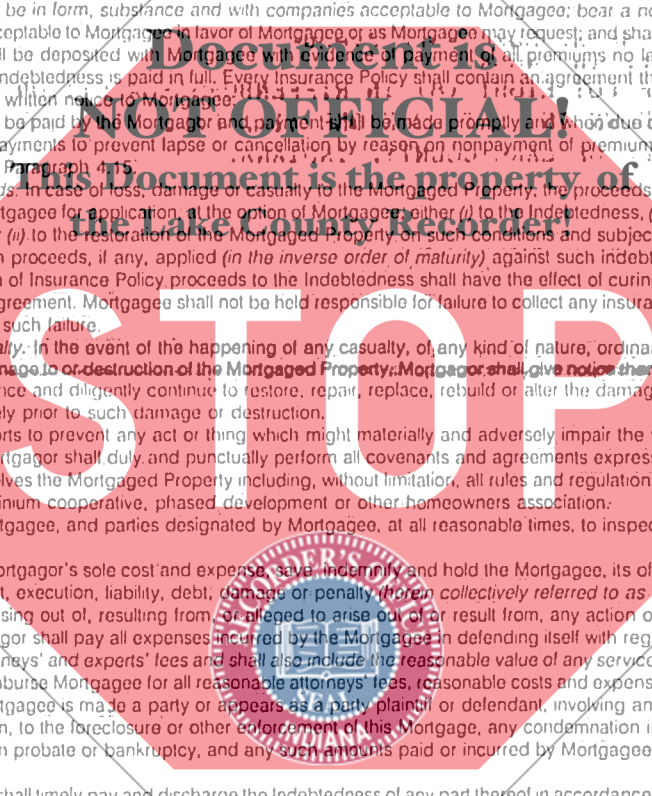 be in form, substance and with companies acceptable to Mortgagee; bear a
ceptable to Mortgagee in favor of Mortgagee or as Mortgagee may request; and sha
Document is
ll be deposited with Mortgagee with evidence of payment of all premiums no la
ndebtedness is paid in full. Every Insurance Policy shall contain an agreement th
written notice to Mortgagee.
NOT OFFICIAL!
be paid by the Mortgagor and payment shall be made promptly and when due
ayments to prevent lapse or cancellation by reason on nonpayment of premium
Paragraph 4.15.
This Document is the property of
ds. In case of loss, damage or casualty to the Mortgaged Property, the proceeds
tgagee for application, at the option of Mortgagee, either (i) to the Indebtedness,
the Lake County Recorder!
(ii) to the restoration of the Mortgaged Property on such conditions and subjec
n proceeds, if any, applied (in the inverse order of maturity) against such indebt
n of Insurance Policy proceeds to the Indebtedness shall have the effect of curin
greement. Mortgagee shall not be held responsible for failure to collect any insura
such failure.
STOP
alty. In the event of the happening of any casualty, of any kind of nature, ordina
mage to or destruction of the Mortgaged Property, Mortgagor shall give notice ther
nce and diligently continue to restore, repair, replace, rebuild or alter the damag
ely prior to such damage or destruction.
orts to prevent any act or thing which might materially and adversely impair the
rtgagor shall duly and punctually perform all covenants and agreements express
lves the Mortgaged Property including, without limitation, all rules and regulation
inium cooperative, phased development or other homeowners association.
tgagee, and parties designated by Mortgagee, at all reasonable times, to inspec
ortgagor's sole cost and expense, save, indemnify and hold the Mortgagee, its of
t, execution, liability, debt, damage or penalty (herein collectively referred to as
sing out of, resulting from, or alleged to arise out of or result from, any action o
gor shall pay all expenses incurred by the Mortgagee in defending itself with reg
neys' and experts' fees and shall also include the reasonable value of any service
mburse Mortgagee for all reasonable attorneys' fees, reasonable costs and expens
SEAL
tgagee is made a party or appears as a party plaintiff or defendant, involving an
n, to the foreclosure or other enforcement of this Mortgage, any condemnation
INDIANA
n probate or bankruptcy, and any such amounts paid or incurred by Mortgagee
shall timely pay and discharge the Indebtedness of any part thereof in accordance